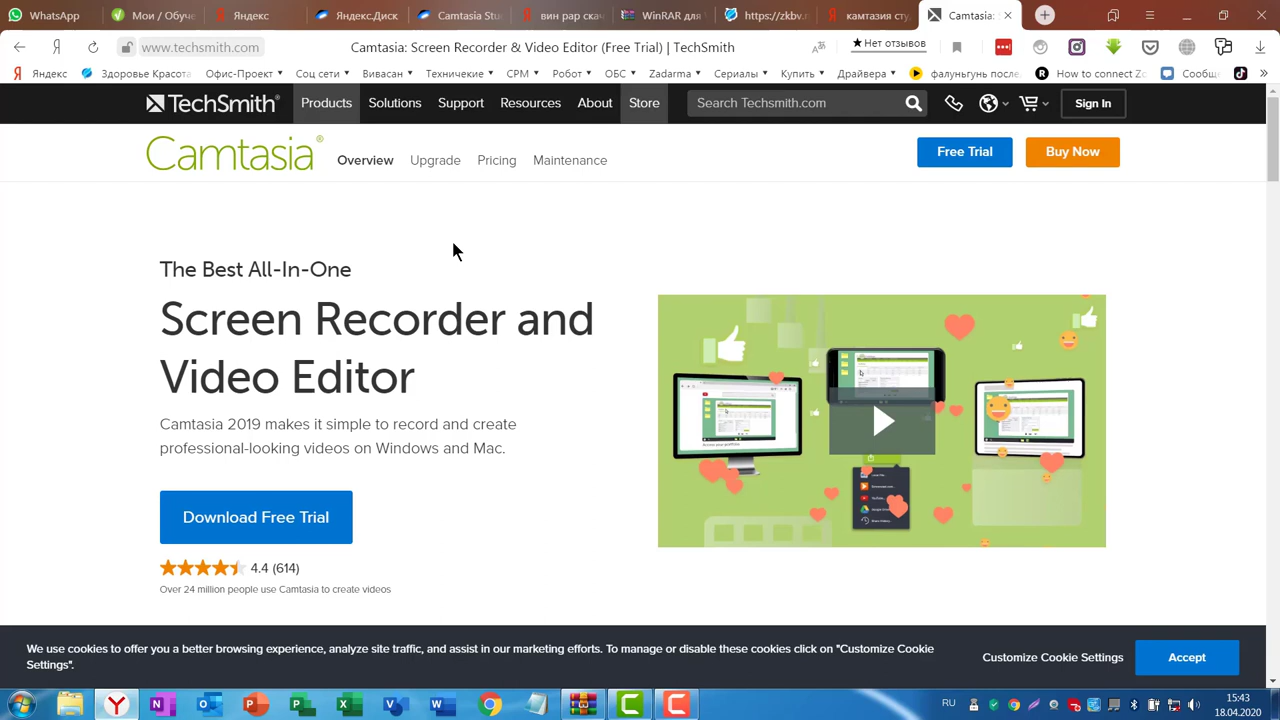 WhatsApp
Мои / Обуче
Яндекс
Яндекс.Диск
Camtasia Stu
вин рар скач
WinRAR для W
https://zkbv.r
камтазия сту
Camtasia: S
www.techsmith.com
Camtasia: Screen Recorder & Video Editor (Free Trial) | TechSmith
★ Нет отзывов
Яндекс
Здоровье Красота
Офис-Проект
Соц сети
Вивасан
Техничекие
СРМ
Робот
ОБС
Zadarma
Сериалы
Купить
Драйвера
фалуньгунь после
How to connect Zo
Сообщ
TechSmith
Products
Solutions
Support
Resources
About
Store
Search Techsmith.com
Sign In
Camtasia®
Overview
Upgrade
Pricing
Maintenance
Free Trial
Buy Now
The Best All-In-One
Screen Recorder and
Video Editor
Camtasia 2019 makes it simple to record and create
professional-looking videos on Windows and Mac.
Download Free Trial
4.4 (614)
Over 24 million people use Camtasia to create videos
We use cookies to offer you a better browsing experience, analyze site traffic, and assist in our marketing efforts. To manage or disable these cookies click on "Customize Cookie
Settings".
Customize Cookie Settings
Accept
RU
15:43
18.04.2020